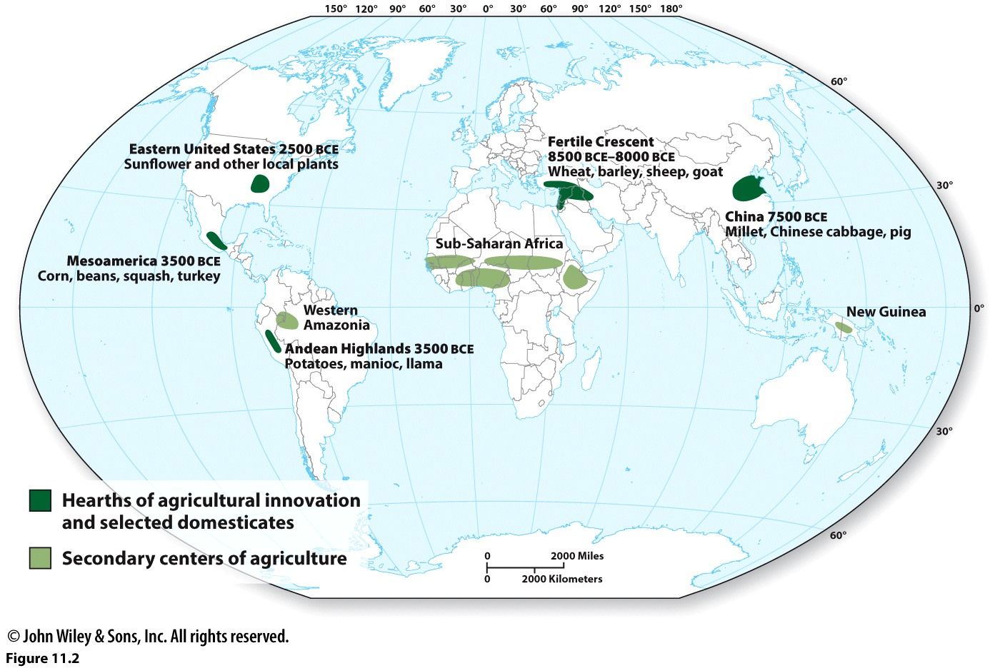 150° 120° 90° 60° 30° 0° 30° 60° 90° 120° 150° 180°
60°
Fertile Crescent
8500 BCE–8000 BCE
Wheat, barley, sheep, goat
Eastern United States 2500 BCE
Sunflower and other local plants
30°
China 7500 BCE
Millet, Chinese cabbage, pig
Sub-Saharan Africa
Mesoamerica 3500 BCE
Corn, beans, squash, turkey
Western
Amazonia
New Guinea
0°
Andean Highlands 3500 BCE
Potatoes, manioc, llama
30°
Hearths of agricultural innovation
and selected domesticates
Secondary centers of agriculture
60°
0 2000 Miles
0 2000 Kilometers
© John Wiley & Sons, Inc. All rights reserved.
Figure 11.2